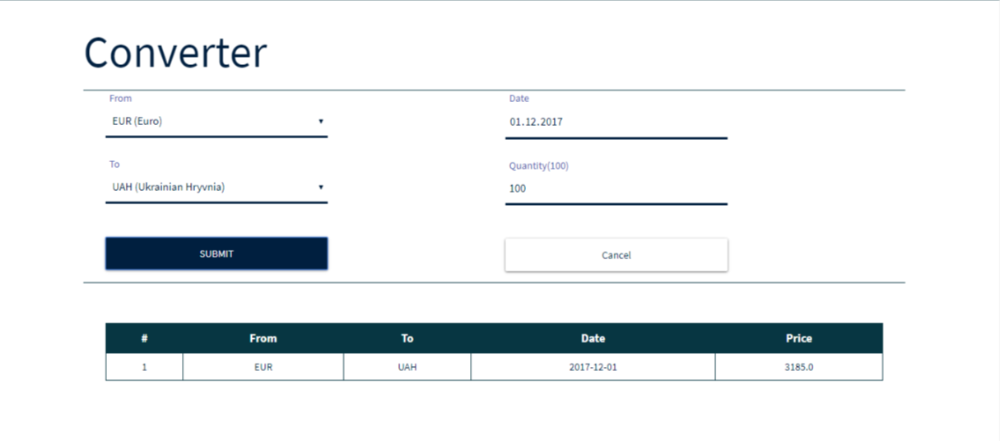 Converter
From
Date
EUR (Euro)
01.12.2017
To
Quantity(100)
UAH (Ukrainian Hryvnia)
100
SUBMIT
Cancel
# From To Date Price
1 EUR UAH 2017-12-01 3185.0